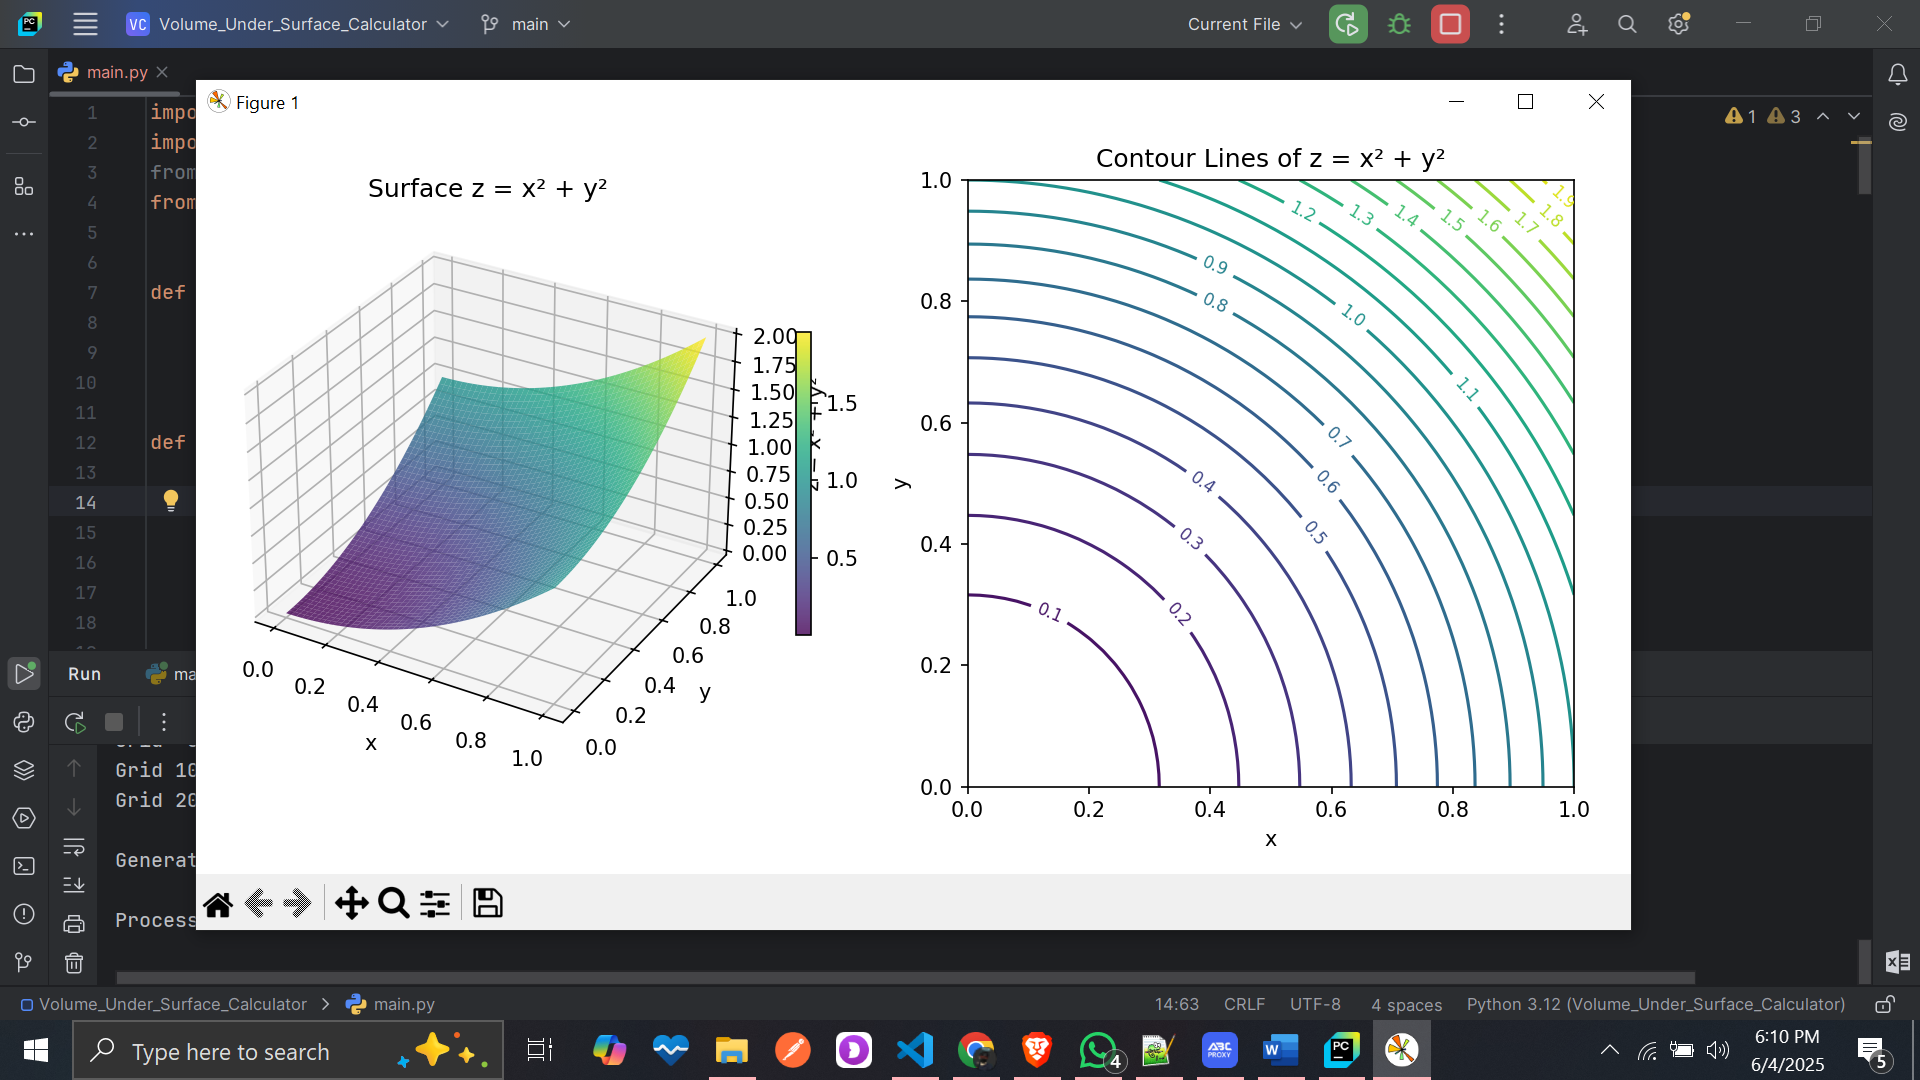 VC Volume_Under_Surface_Calculator main Current File
main.py
Figure 1
1 impo
2 impo
3 from
4 from
5
6
7 def
8
9
10
11
12 def
13
14
15
16
17
18
1 3
Surface z = x² + y²
2.00
1.75
1.50
1.25
1.00
0.75
0.50
0.25
0.00
1.0
0.8
0.6
0.4
0.2
0.0
y
0.0
0.2
0.4
0.6
0.8
1.0
x
z = x² + y²
1.5
1.0
0.5
Contour Lines of z = x² + y²
1.0
0.8
0.6
0.4
0.2
0.0
y
0.0 0.2 0.4 0.6 0.8 1.0
x
0.1
0.2
0.3
0.4
0.5
0.6
0.7
0.8
0.9
1.0
1.1
1.2
1.3
1.4
1.5
1.6
1.7
1.8
1.9
Run ma
Grid 10
Grid 20
Generat
Process
Volume_Under_Surface_Calculator > main.py 14:63 CRLF UTF-8 4 spaces Python 3.12 (Volume_Under_Surface_Calculator)
Type here to search
4
ABC
PROXY
W
PC
6:10 PM
6/4/2025
5